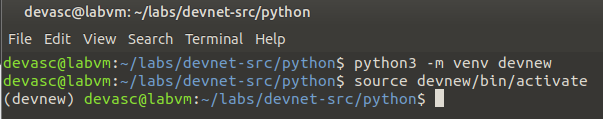 devasc@labvm: ~/labs/devnet-src/python
File Edit View Search Terminal Help
devasc@labvm:~/labs/devnet-src/python$ python3 -m venv devnew
devasc@labvm:~/labs/devnet-src/python$ source devnew/bin/activate
(devnew) devasc@labvm:~/labs/devnet-src/python$